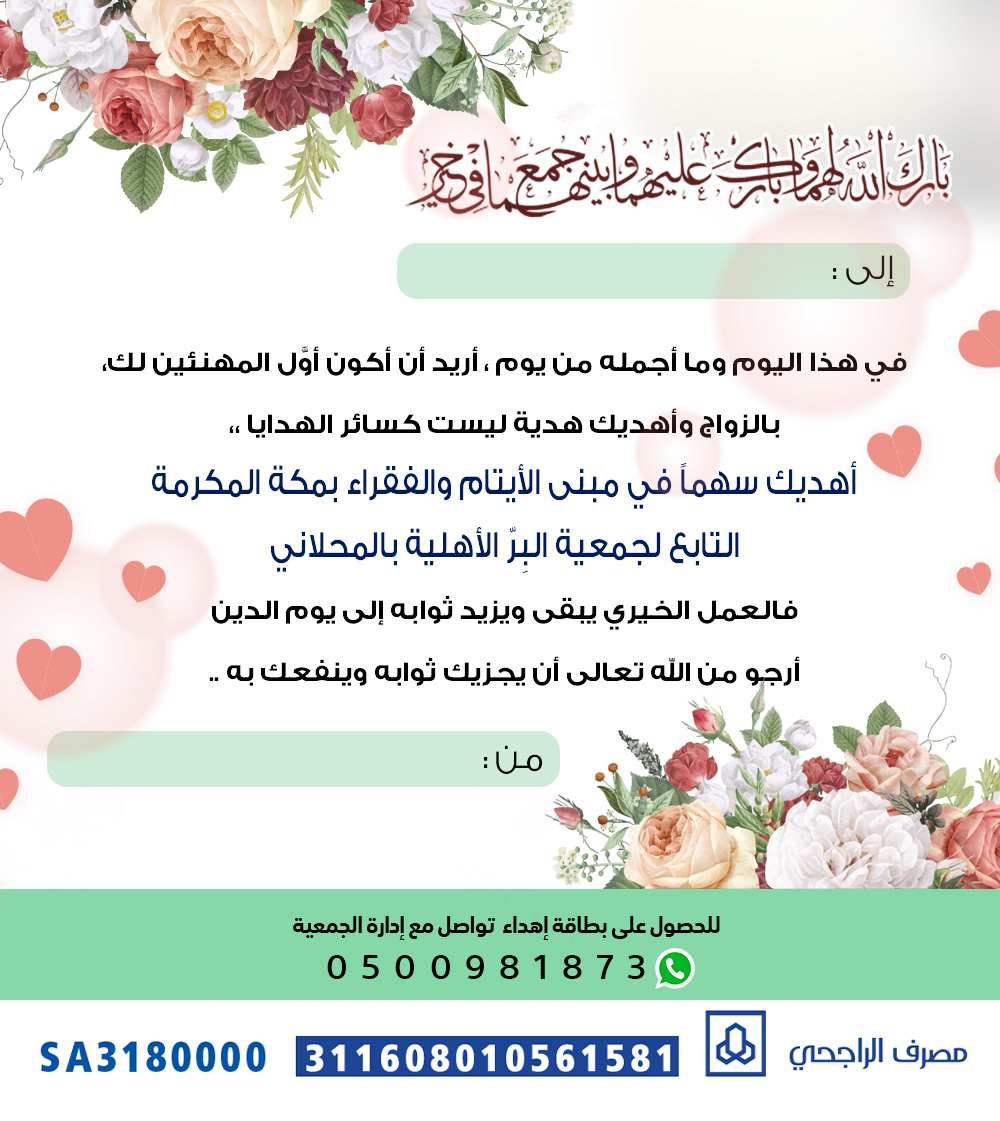 بارك الله لهما وبارك عليهما وجمع بينهما في خير
إلى :
في هذا اليوم وما أجمله من يوم ، أريد أن أكون أوَّل المهنئين لك،
بالزواج وأهديك هدية ليست كسائر الهدايا ،،
أهديك سهماً في مبنى الأيتام والفقراء بمكة المكرمة
التابع لجمعية البِرّ الأهلية بالمحلاني
فالعمل الخيري يبقى ويزيد ثوابه إلى يوم الدين
أرجو من الله تعالى أن يجزيك ثوابه وينفعك به ..
من :
للحصول على بطاقة إهداء تواصل مع إدارة الجمعية
0500981873
مصرف الراجحي
SA3180000 311608010561581